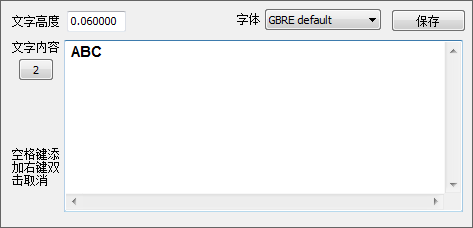 文字高度 0.060000 字体 GBRE default 保存
文字内容
ABC
2
空格键添
加右键双
击取消